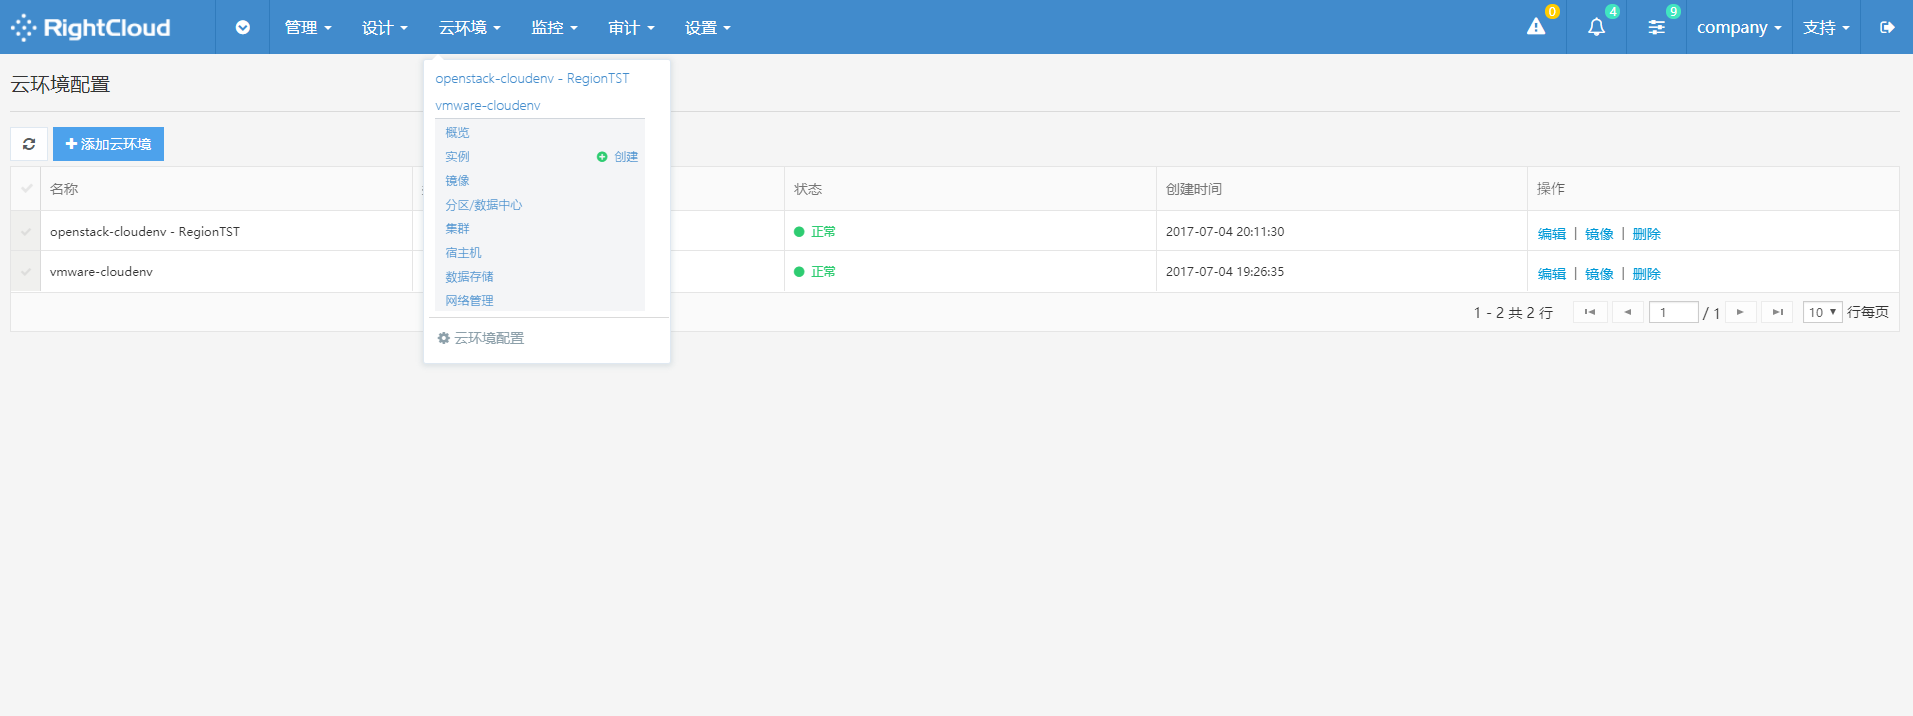 RightCloud 管理 设计 云环境 监控 审计 设置 0 4 9 company 支持
云环境配置
openstack-cloudenv - RegionTST
vmware-cloudenv
概览
实例 创建
镜像
分区/数据中心
集群
宿主机
数据存储
网络管理
云环境配置
添加云环境
名称 状态 创建时间 操作
openstack-cloudenv - RegionTST 正常 2017-07-04 20:11:30 编辑 | 镜像 | 删除
vmware-cloudenv 正常 2017-07-04 19:26:35 编辑 | 镜像 | 删除
1 - 2 共 2 行 1 / 1 10 行每页